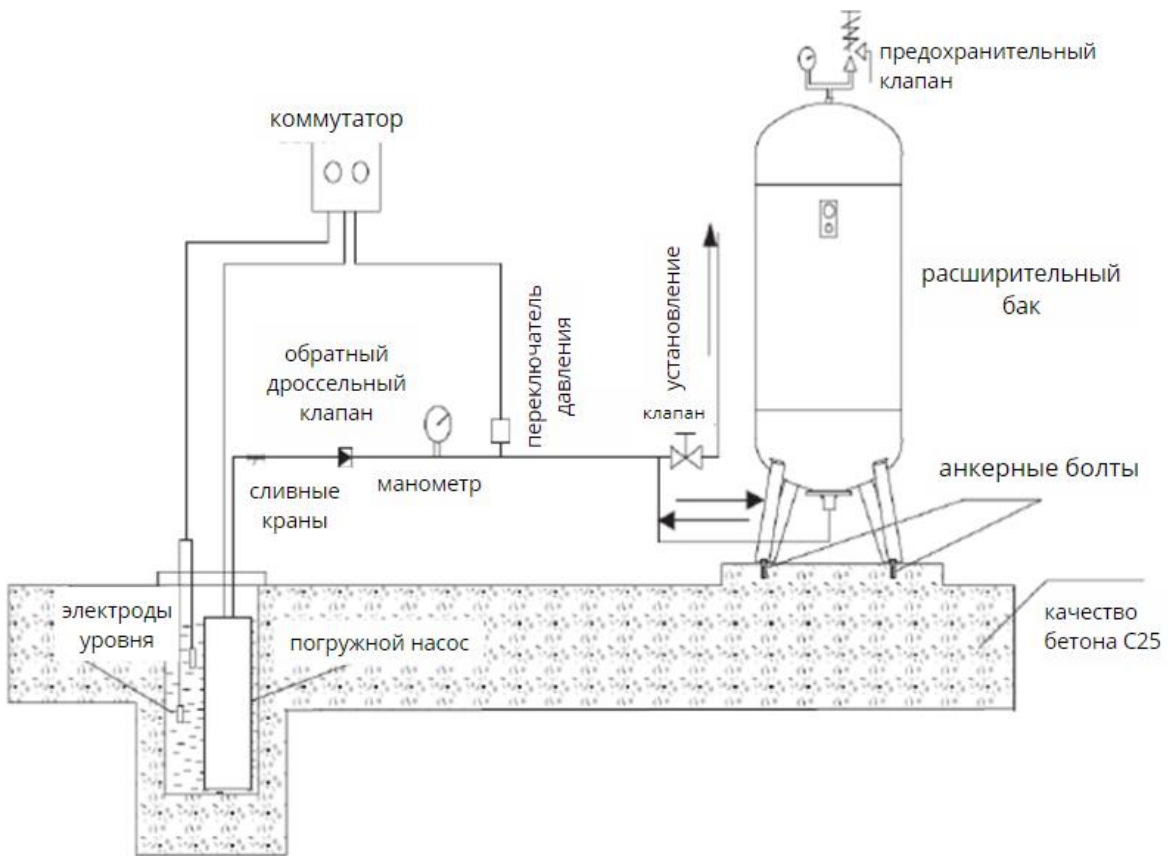 предохранительный
клапан
коммутатор
расширительный
бак
установление
переключатель
давления
обратный
дроссельный
клапан
клапан
манометр
сливные
краны
анкерные болты
электроды
уровня
погружной насос
качество
бетона С25